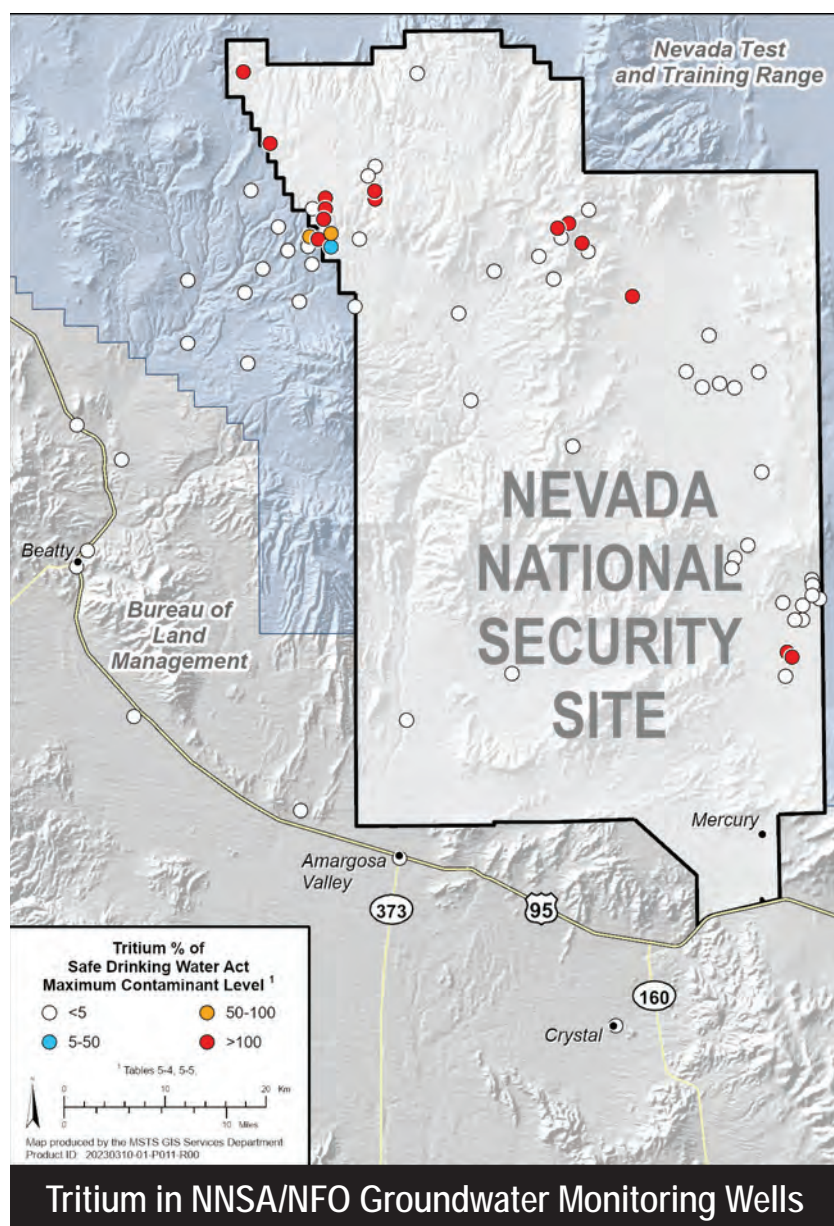 Nevada Test
and Training Range
NEVADA
NATIONAL
SECURITY
SITE
Beatty
Bureau of
Land
Management
Mercury
Amargosa
Valley
373
95
160
Crystal
Tritium % of
Safe Drinking Water Act
Maximum Contaminant Level 1
<5
50-100
5-50
>100
1 Tables 5-4, 5-5.
N
0 10 20 Km
0 10 Miles
Map produced by the MSTS GIS Services Department
Product ID: 20230310-01-P011-R00
Tritium in NNSA/NFO Groundwater Monitoring Wells